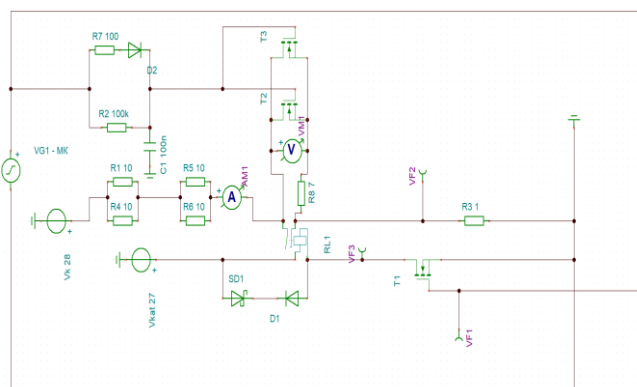 R7 100
D2
T3
R2 100k
T2
C1 100n
VM1
V
VG1 - MK
R1 10
R5 10
AM1
A
R8 7
VF2
R4 10
R6 10
R3 1
RL1
VF3
Vk 28
Vkat 27
SD1
D1
T1
VF1